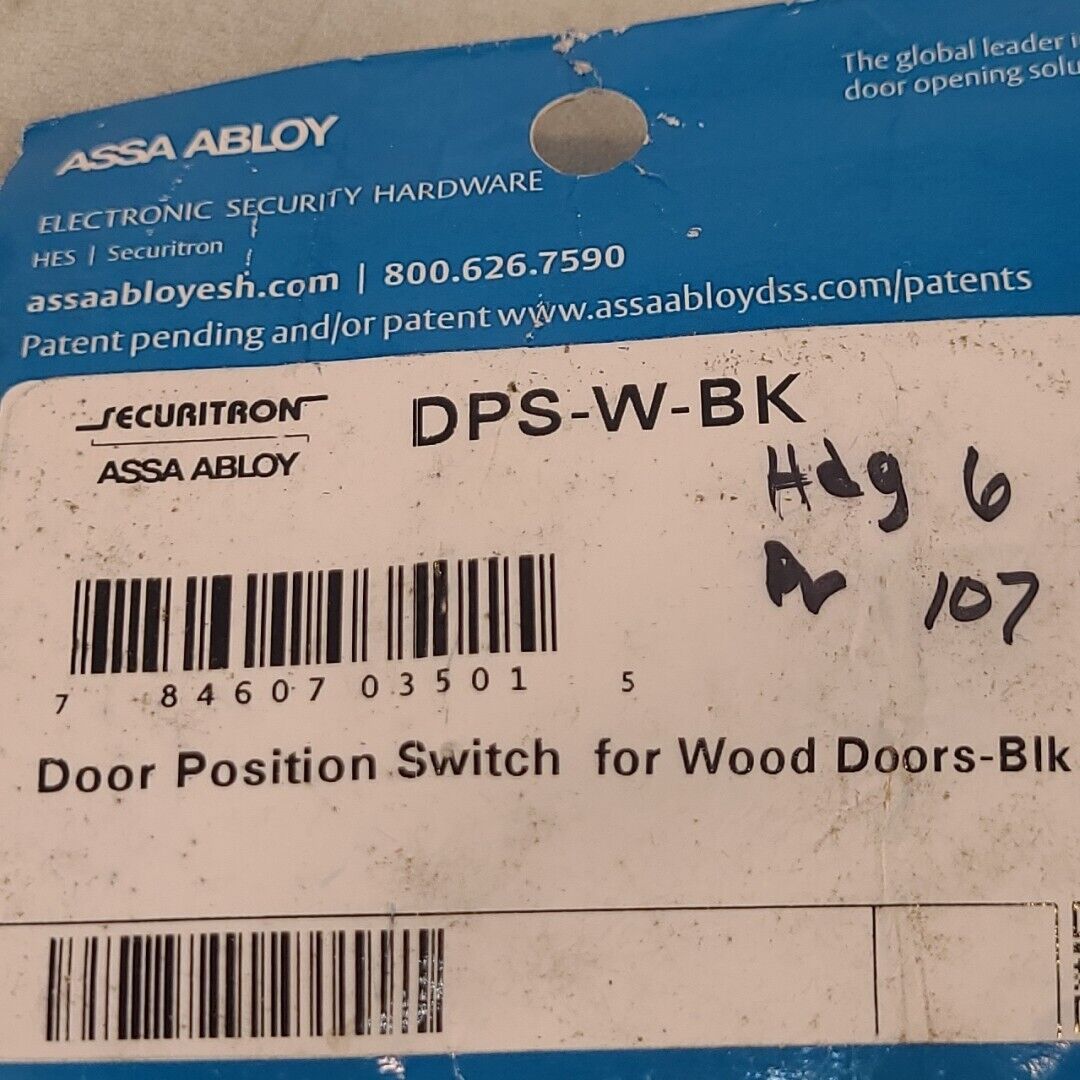 The global leader i
door opening solu
ASSA ABLOY
ELECTRONIC SECURITY HARDWARE
HES | Securitron
assaabloyesh.com | 800.626.7590
Patent pending and/or patent www.assaabloydss.com/patents
SECURITRON
ASSA ABLOY
DPS-W-BK
Hdg 6
Dr 107
7 84607 03501 5
Door Position Switch for Wood Doors-Blk